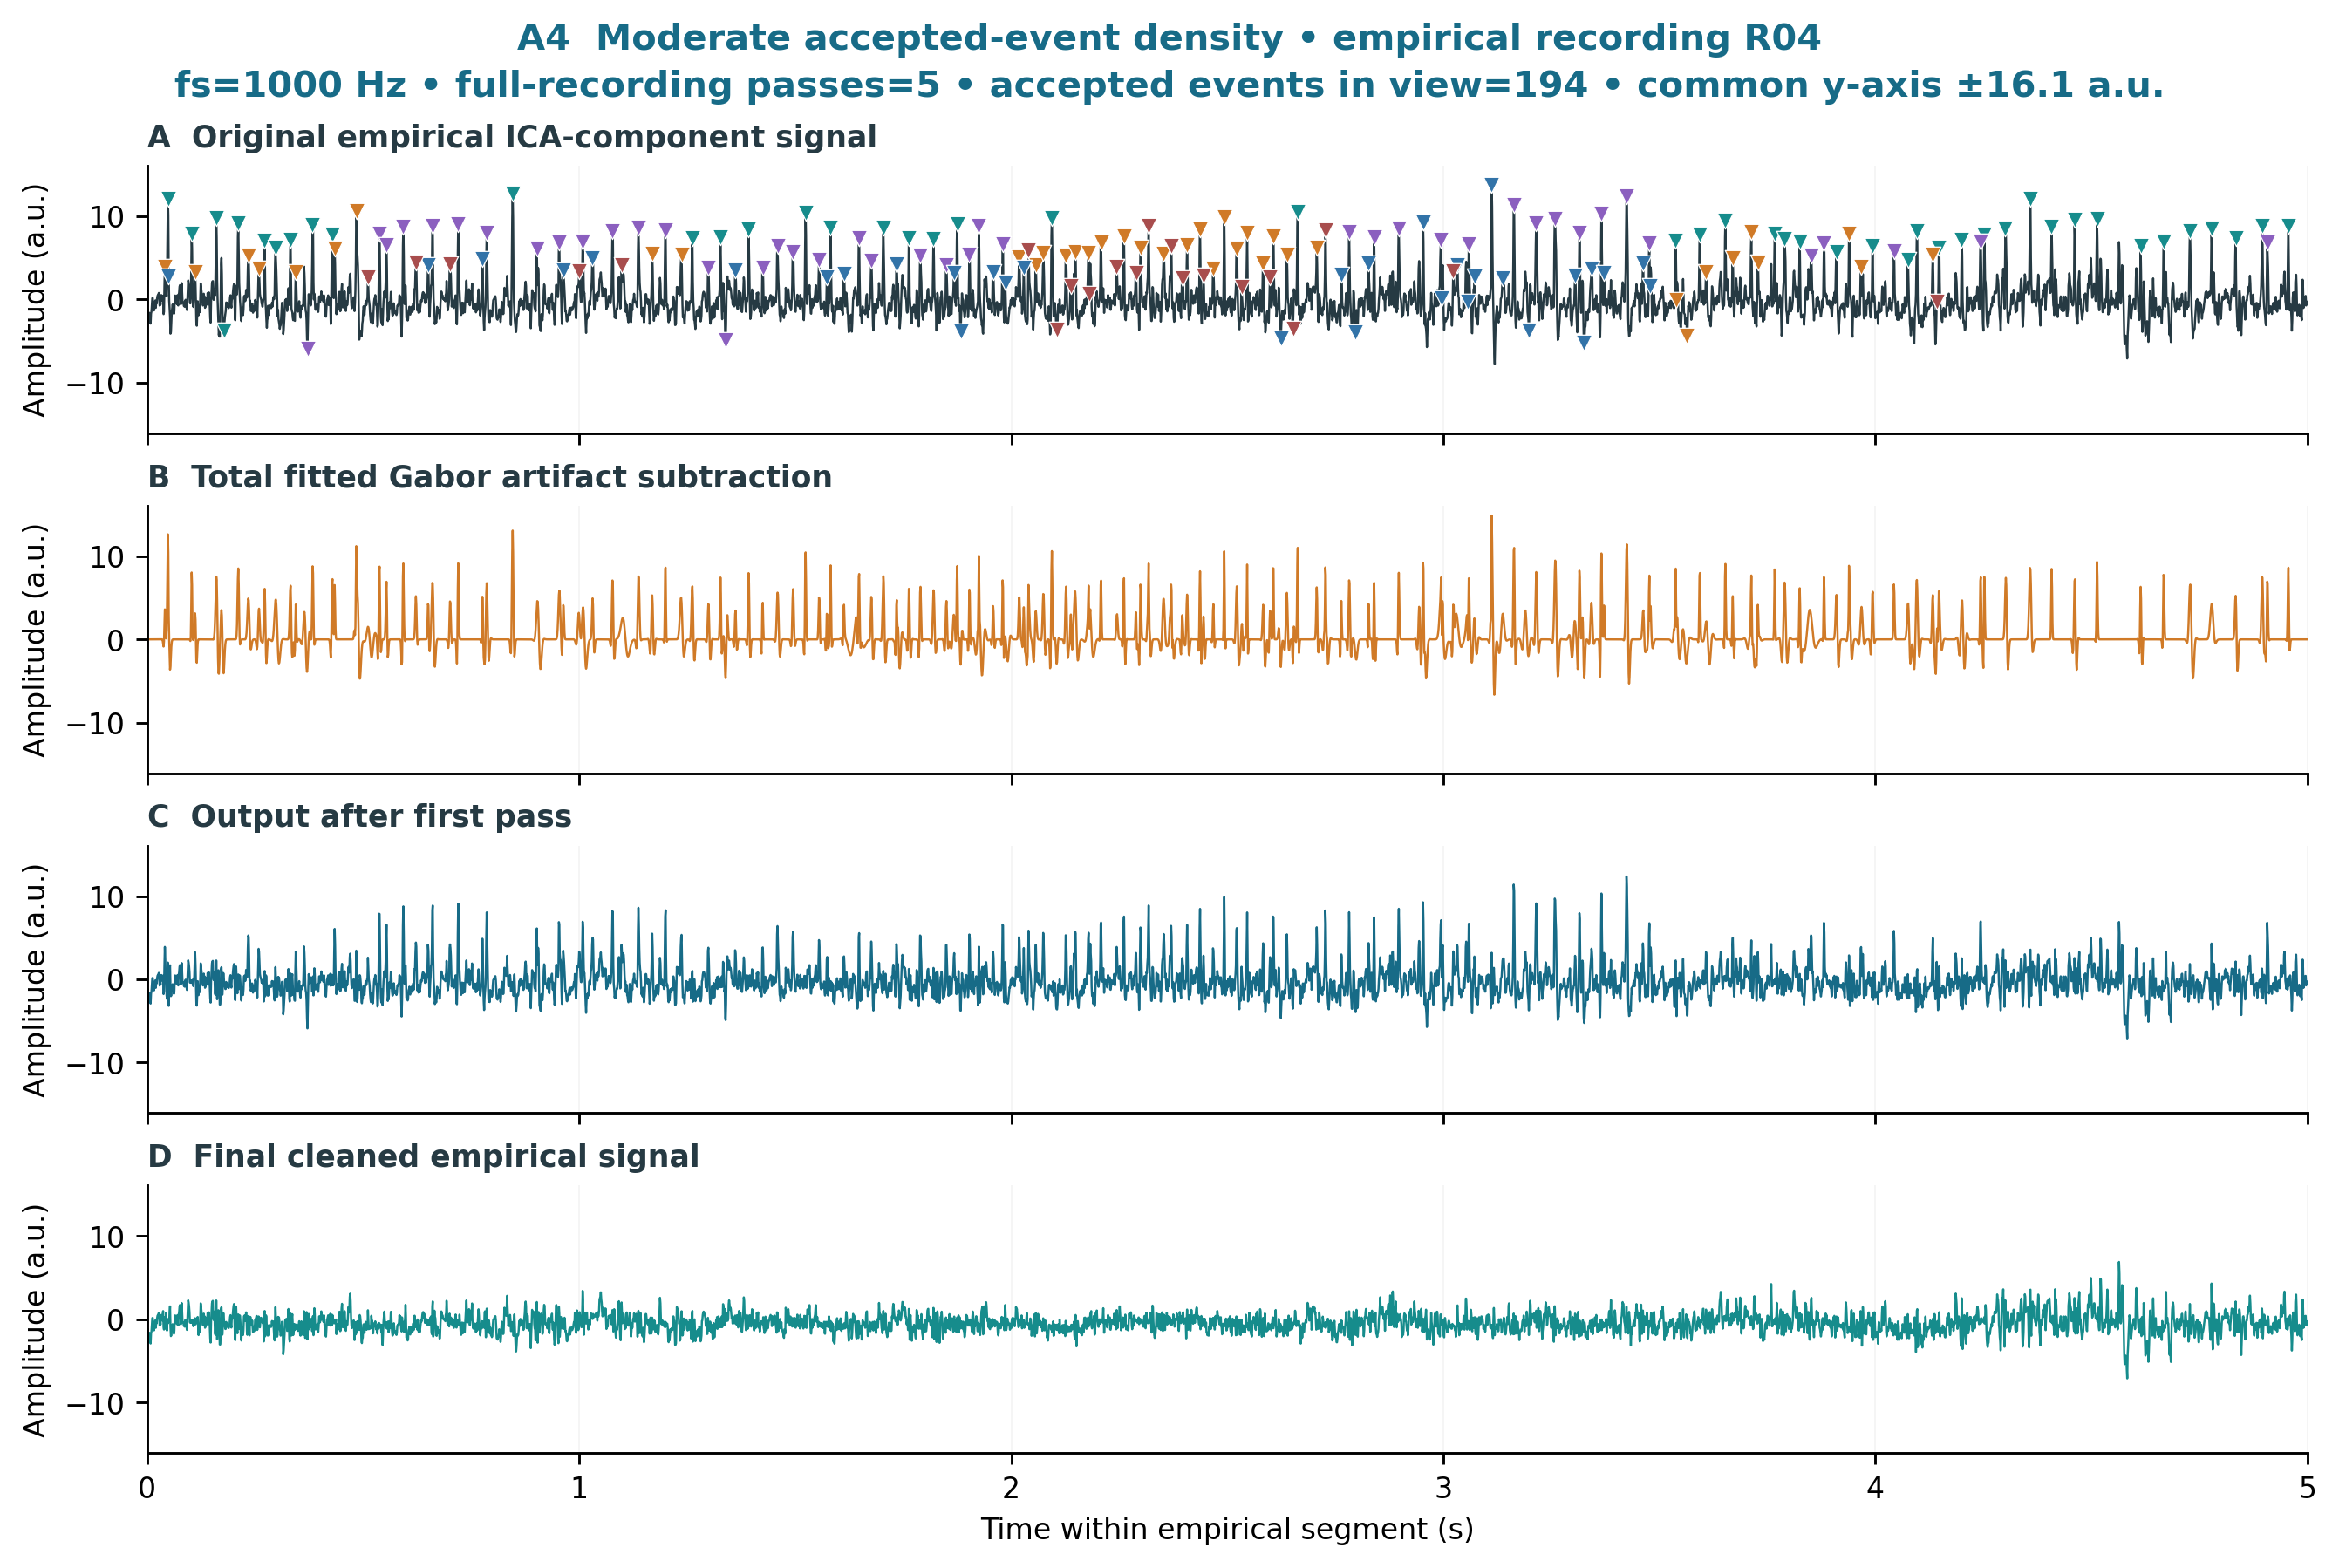 A4  Moderate accepted-event density • empirical recording R04
fs=1000 Hz • full-recording passes=5 • accepted events in view=194 • common y-axis ±16.1 a.u.
A  Original empirical ICA-component signal
Amplitude (a.u.)
10
0
−10
B  Total fitted Gabor artifact subtraction
Amplitude (a.u.)
10
0
−10
C  Output after first pass
Amplitude (a.u.)
10
0
−10
D  Final cleaned empirical signal
Amplitude (a.u.)
10
0
−10
0 1 2 3 4 5
Time within empirical segment (s)